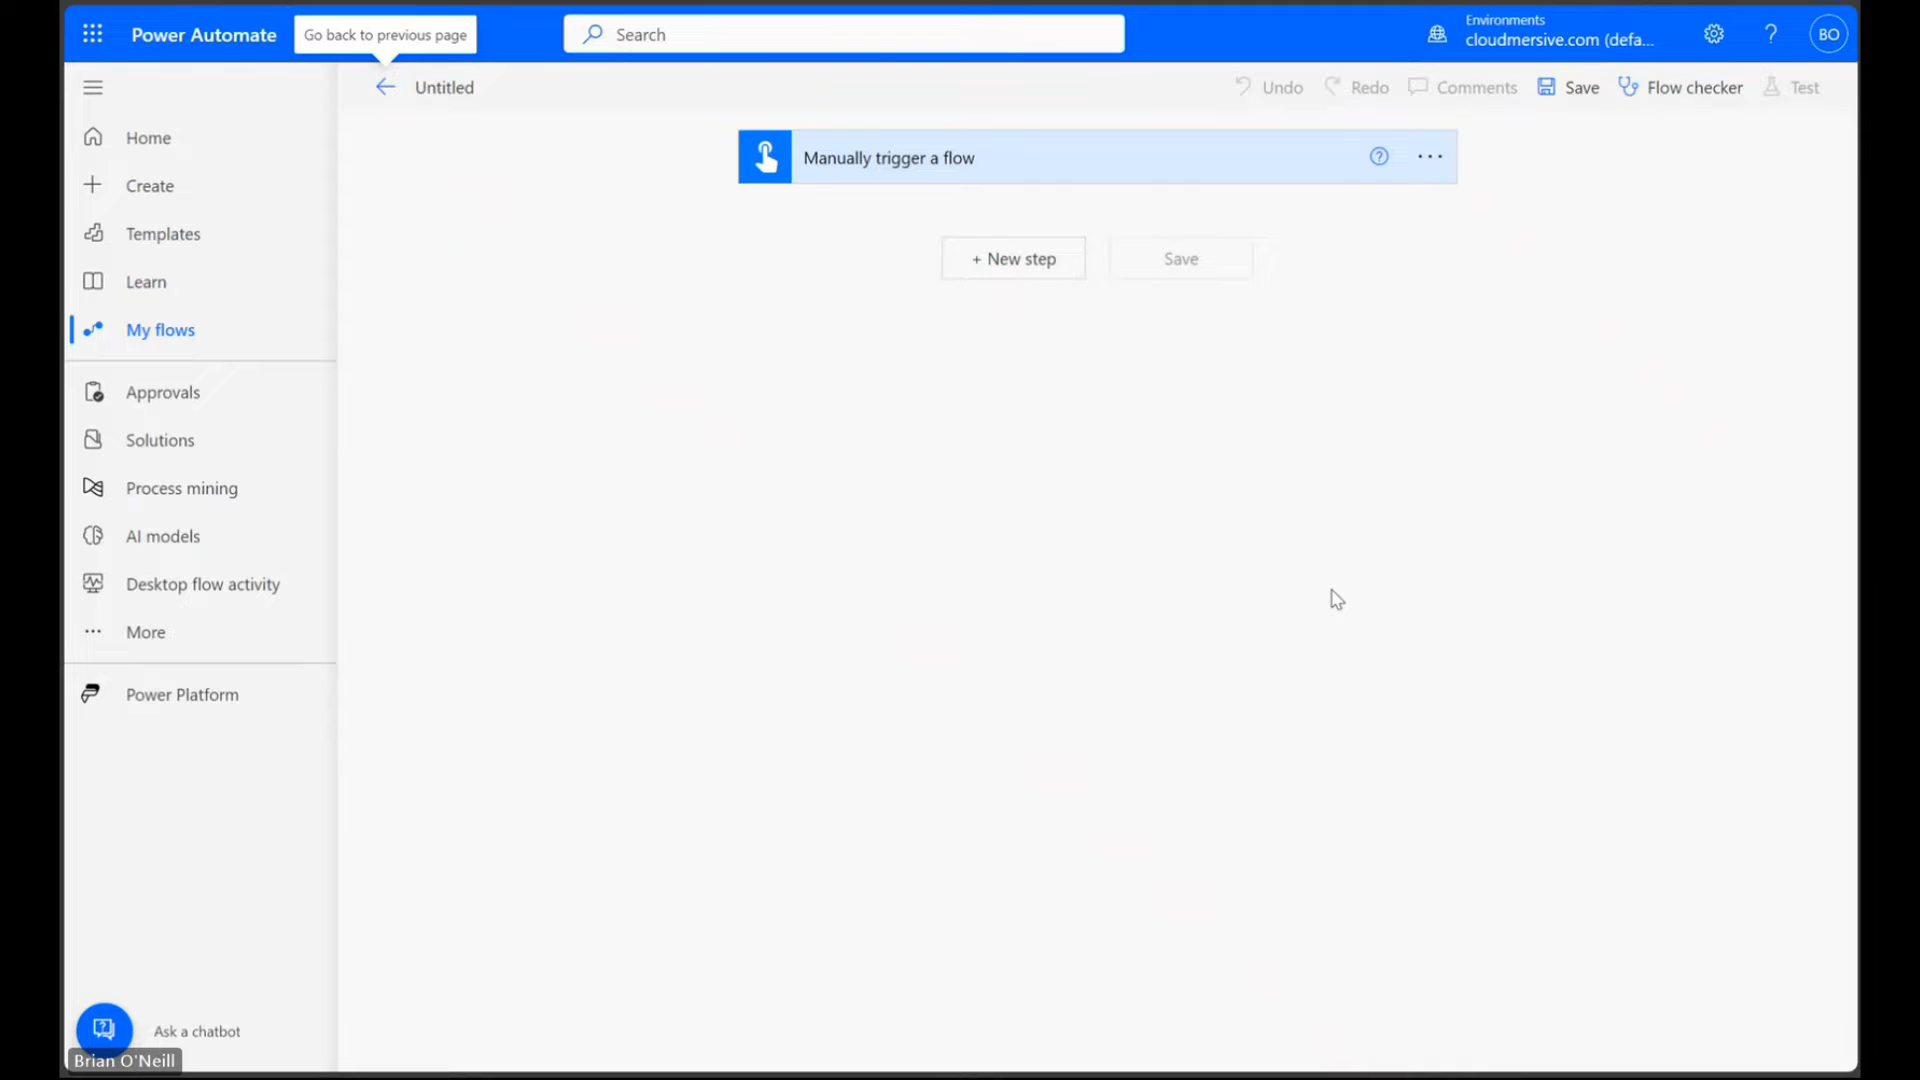 Power Automate
Go back to previous page
Search
Environments
cloudmersive.com (defa...
BO
Untitled
Undo
Redo
Comments
Save
Flow checker
Test
Home
Create
Templates
Learn
My flows
Approvals
Solutions
Process mining
AI models
Desktop flow activity
More
Power Platform
Manually trigger a flow
+ New step
Save
Ask a chatbot
Brian O'Neill